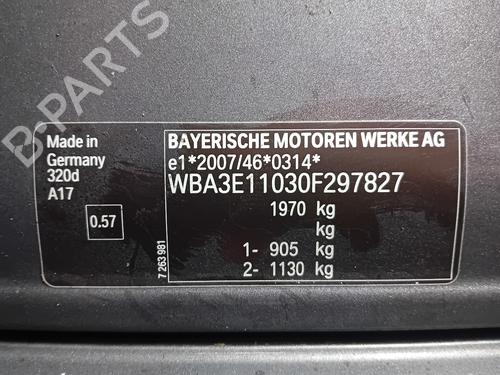 B-PARTS
Made in
Germany
320d
A17
0.57
7 263 981
BAYERISCHE MOTOREN WERKE AG
e1*2007/46*0314*
WBA3E11030F297827
1970 kg
kg
1- 905 kg
2- 1130 kg